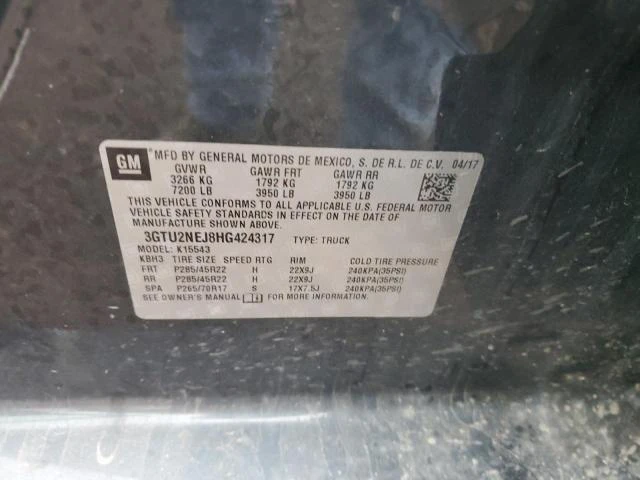 GM MFD BY GENERAL MOTORS DE MEXICO, S. DE R.L. DE C.V. 04/17
GVWR GAWR FRT GAWR RR
3266 KG 1792 KG 1792 KG
7200 LB 3950 LB 3950 LB
THIS VEHICLE CONFORMS TO ALL APPLICABLE U.S. FEDERAL MOTOR
VEHICLE SAFETY STANDARDS IN EFFECT ON THE DATE OF
MANUFACTURE SHOWN ABOVE.
3GTU2NEJ8HG424317 TYPE: TRUCK
MODEL: K15543
KBH3 TIRE SIZE SPEED RTG RIM COLD TIRE PRESSURE
FRT P285/45R22 H 22X9J 240KPA(35PSI)
RR P285/45R22 H 22X9J 240KPA(35PSI)
SPA P265/70R17 S 17X7.5J 240KPA(35PSI)
SEE OWNER'S MANUAL FOR MORE INFORMATION.